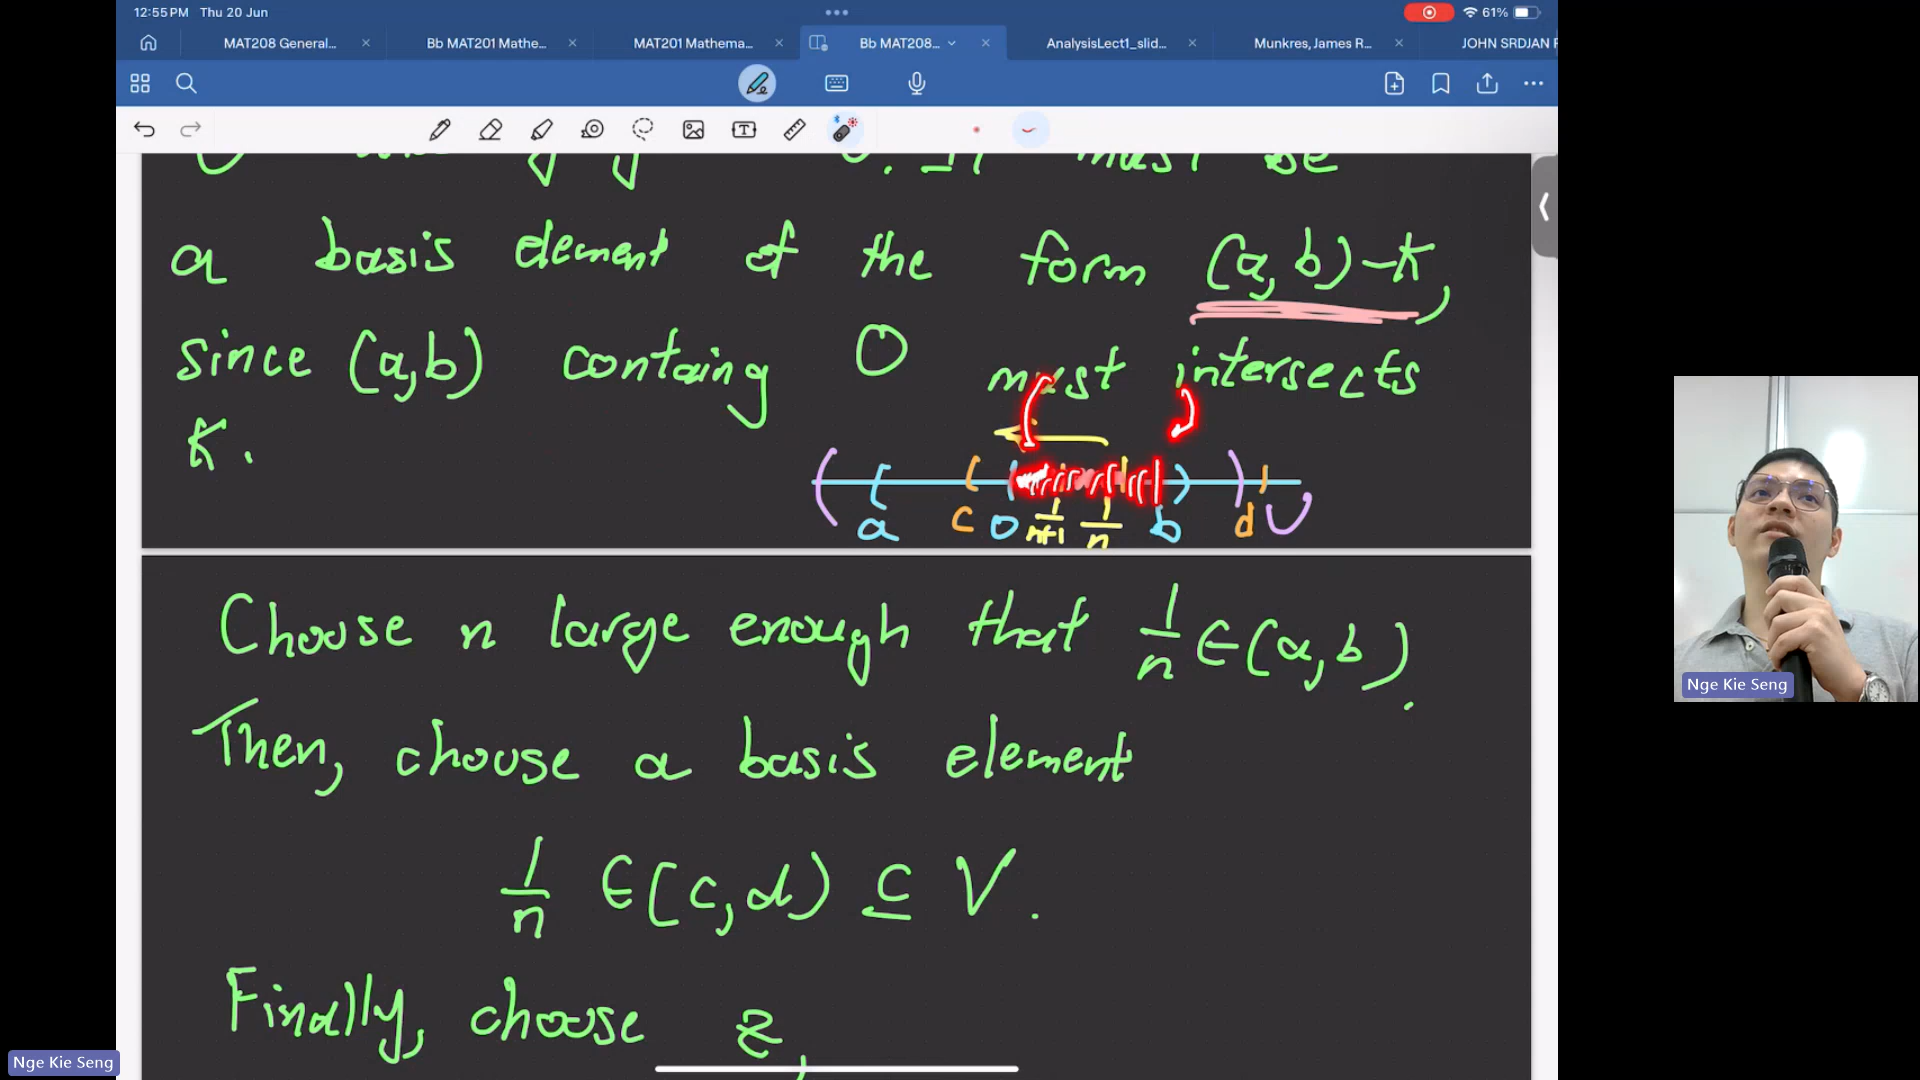 12:55 PM Thu 20 Jun
61%
MAT208 General...
Bb MAT201 Mathe...
MAT201 Mathema...
Bb MAT208...
AnalysisLect1_slid...
Munkres, James R...
JOHN SRDJAN
must be
a basis element of the form (a, b) - K,
since (a,b) containg 0 must intersects
K.
a c 0 1/n+1 1/n b d U
Choose n large enough that 1/n ∈ (a, b).
Then, choose a basis element
1/n ∈ (c, d) ⊆ V.
Finally, choose z,
Nge Kie Seng
Nge Kie Seng